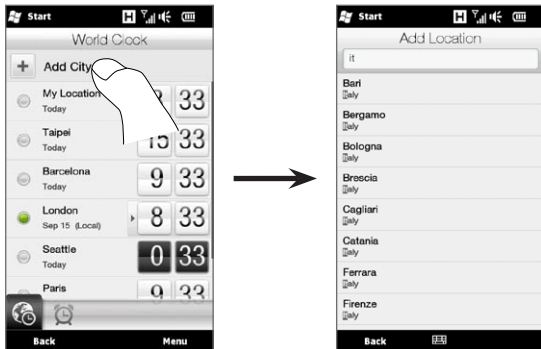 Start H
World Clock
Add City
My Location 33
Today
Taipei 15 33
Today
Barcelona 9 33
Today
London 8 33
Sep 15 (Local)
Seattle 0 33
Today
Paris 9 33
Back Menu
Start H
Add Location
it
Bari
Italy
Bergamo
Italy
Bologna
Italy
Brescia
Italy
Cagliari
Italy
Catania
Italy
Ferrara
Italy
Firenze
Italy
Back